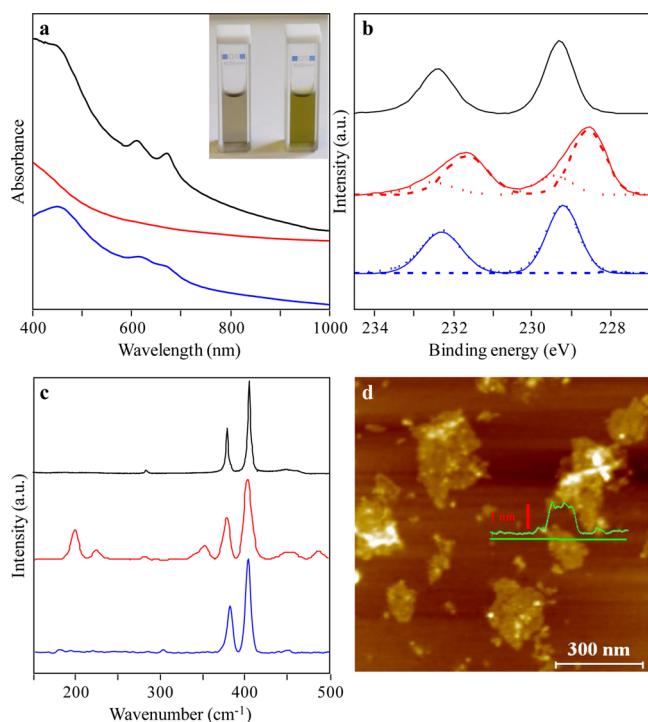 a
Absorbance
400 600 800 1000
Wavelength (nm)
b
Intensity (a.u.)
234 232 230 228
Binding energy (eV)
c
Intensity (a.u.)
200 300 400 500
Wavenumber (cm-1)
d
1 nm
300 nm